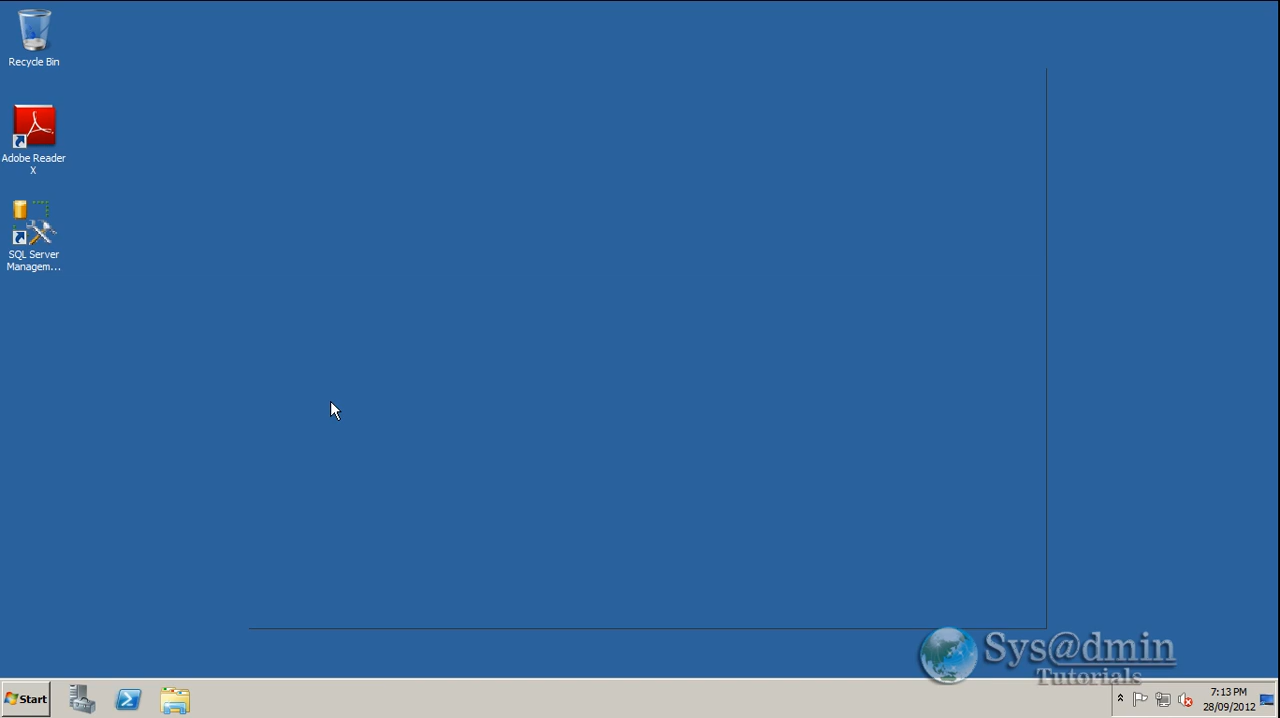 Recycle Bin
Adobe Reader
X
SQL Server
Managem...
Sys@dmin
Tutorials
Start
7:13 PM
28/09/2012